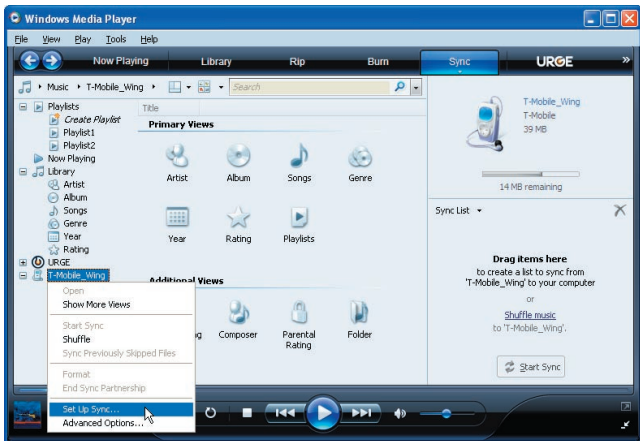 Windows Media Player
File View Play Tools Help
Now Playing Library Rip Burn Sync URGE »
Music T-Mobile_Wing Search
Playlists
Create Playlist
Playlist1
Playlist2
Now Playing
Library
Artist
Album
Songs
Genre
Year
Rating
URGE
T-Mobile_Wing
Open
Show More Views
Start Sync
Shuffle
Sync Previously Skipped Files
Format
End Sync Partnership
Set Up Sync...
Advanced Options...
Title
Primary Views
Artist Album Songs Genre
Year Rating Playlists
Additional Views
Composer Parental Rating Folder
T-Mobile_Wing
T-Mobile
39 MB
14 MB remaining
Sync List
Drag items here
to create a list to sync from
'T-Mobile_Wing' to your computer
or
Shuffle music
to 'T-Mobile_Wing'.
Start Sync